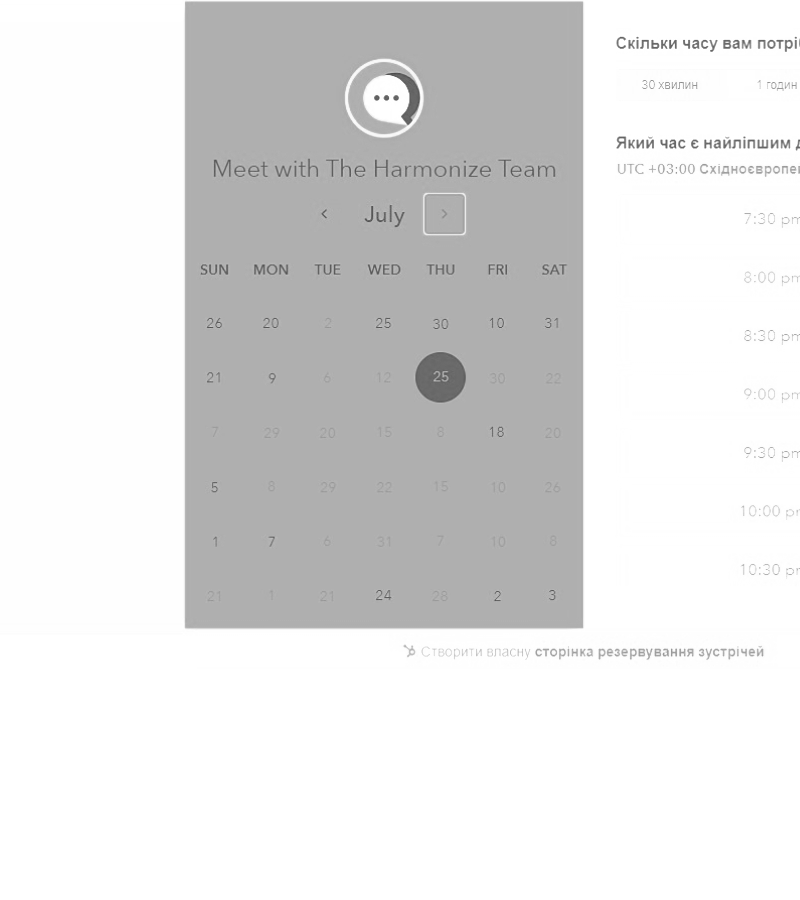 Meet with The Harmonize Team
July
SUN MON TUE WED THU FRI SAT
26 20 2 25 30 10 31
21 9 6 12 25 30 22
7 29 20 15 8 18 20
5 8 29 22 15 10 26
1 7 6 31 7 10 8
21 1 21 24 28 2 3
Скільки часу вам потріб
30 хвилин 1 годин
Який час є найліпшим д
UTC +03:00 Східноєвропе
7:30 pm
8:00 pm
8:30 pm
9:00 pm
9:30 pm
10:00 pm
10:30 pm
Створити власну сторінка резервування зустрічей